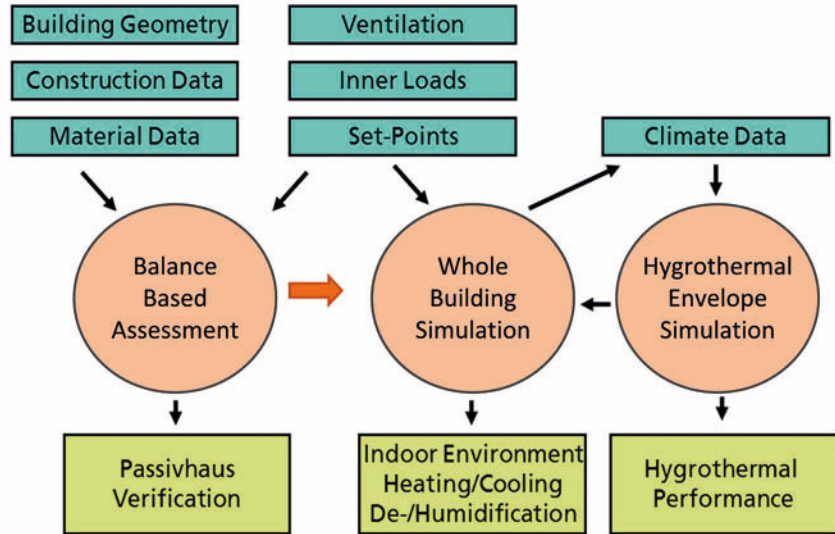 Building Geometry
Construction Data
Material Data
Ventilation
Inner Loads
Set-Points
Climate Data
Balance
Based
Assessment
Whole
Building
Simulation
Hygrothermal
Envelope
Simulation
Passivhaus
Verification
Indoor Environment
Heating/Cooling
De-/Humidification
Hygrothermal
Performance